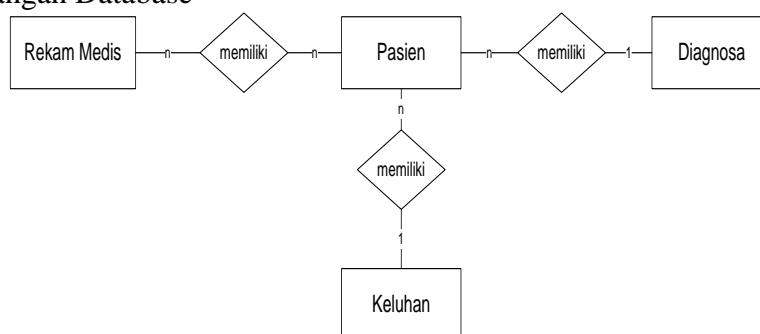 angan Database
Rekam Medis n memiliki n Pasien n memiliki 1 Diagnosa
n
memiliki
1
Keluhan